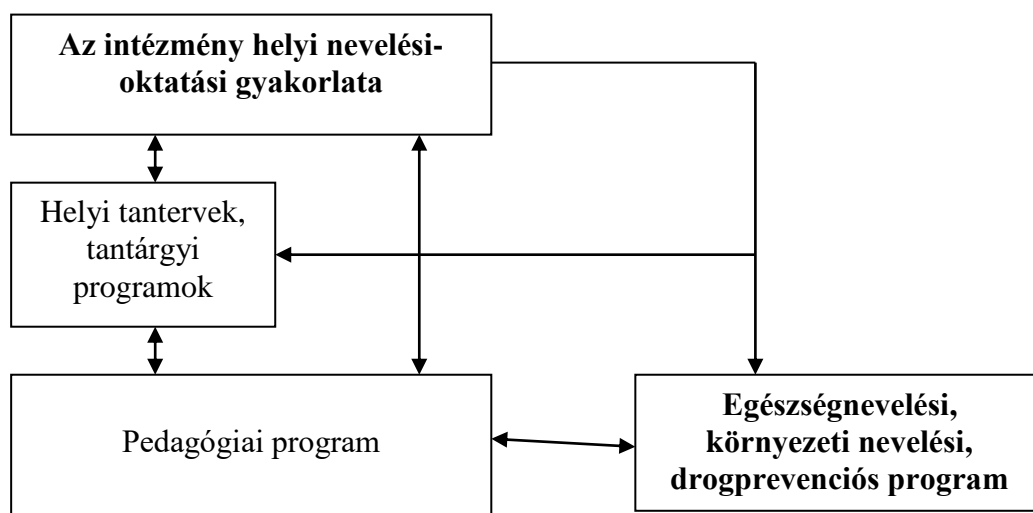 Az intézmény helyi nevelési-
oktatási gyakorlata
Helyi tantervek,
tantárgyi
programok
Pedagógiai program
Egészségnevelési,
környezeti nevelési,
drogprevenciós program